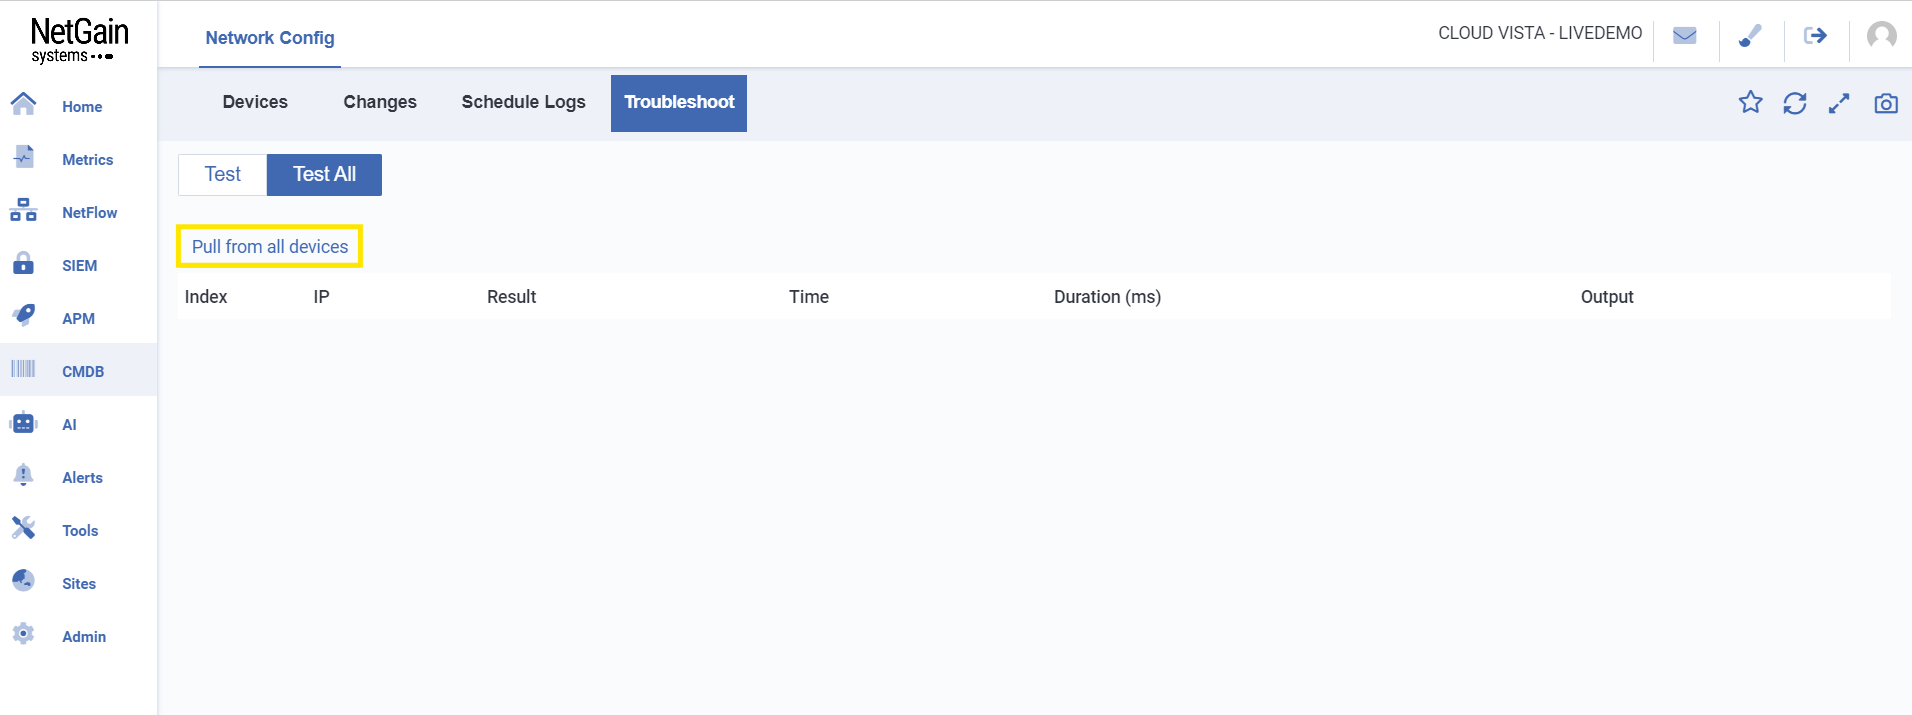 NetGain
systems
Network Config
CLOUD VISTA - LIVEDEMO
Devices Changes Schedule Logs Troubleshoot
Home
Metrics
NetFlow
SIEM
APM
CMDB
AI
Alerts
Tools
Sites
Admin
Test Test All
Pull from all devices
Index IP Result Time Duration (ms) Output